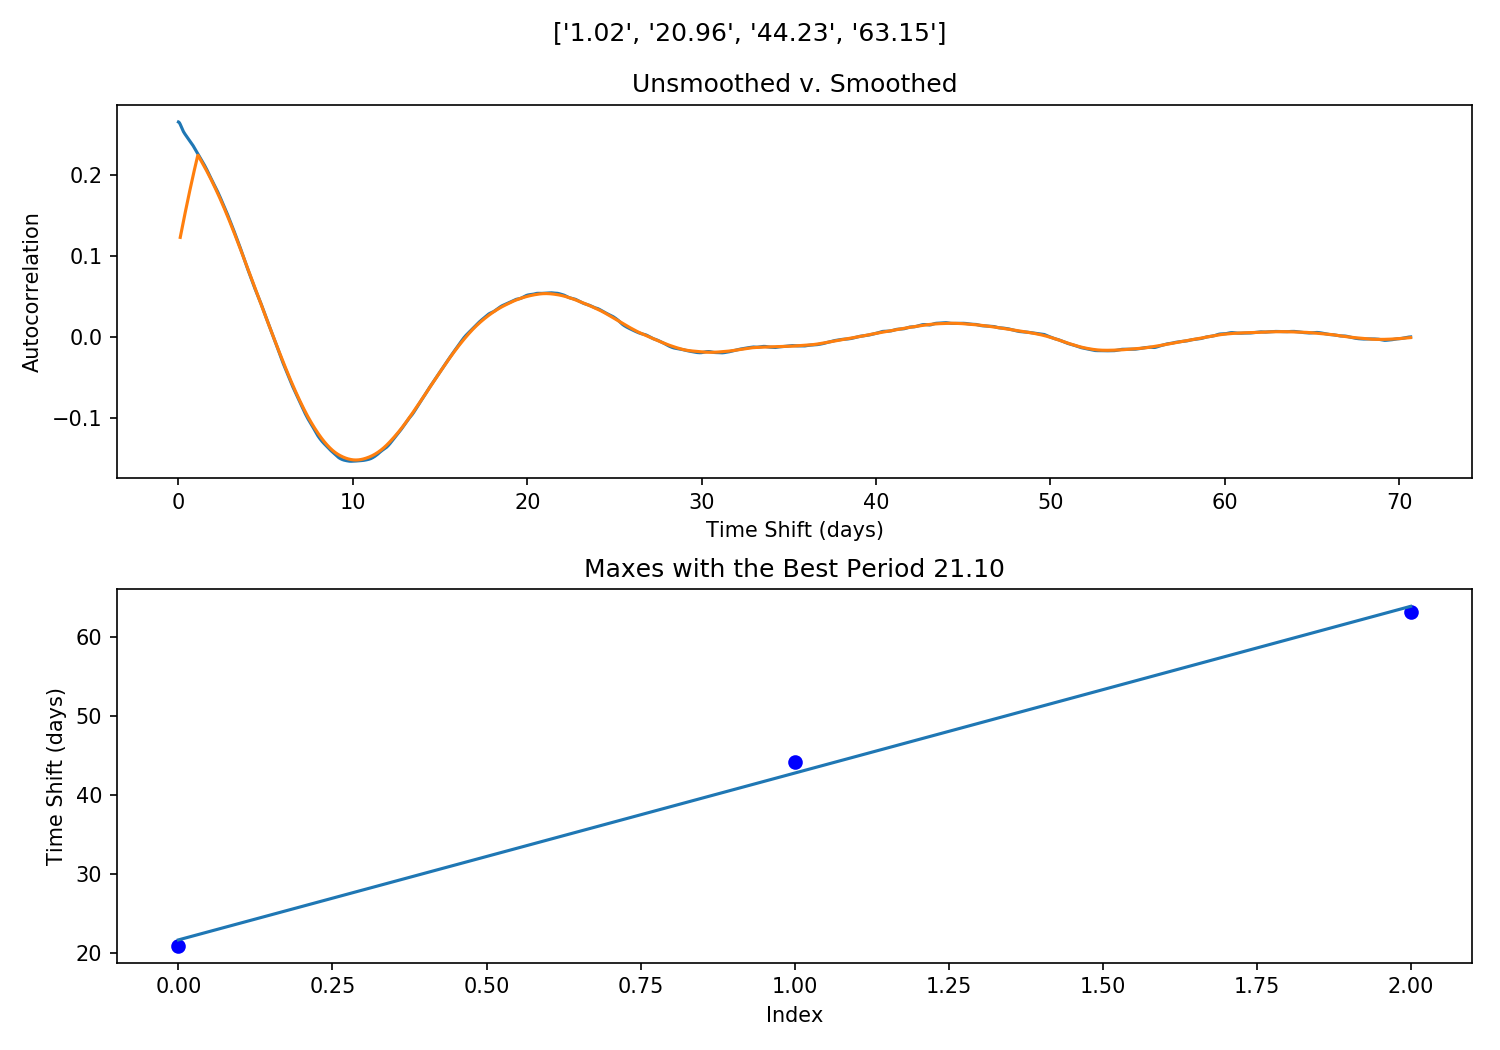 ['1.02', '20.96', '44.23', '63.15']
Unsmoothed v. Smoothed
Autocorrelation
0.2
0.1
0.0
−0.1
0 10 20 30 40 50 60 70
Time Shift (days)
Maxes with the Best Period 21.10
Time Shift (days)
60
50
40
30
20
0.00 0.25 0.50 0.75 1.00 1.25 1.50 1.75 2.00
Index